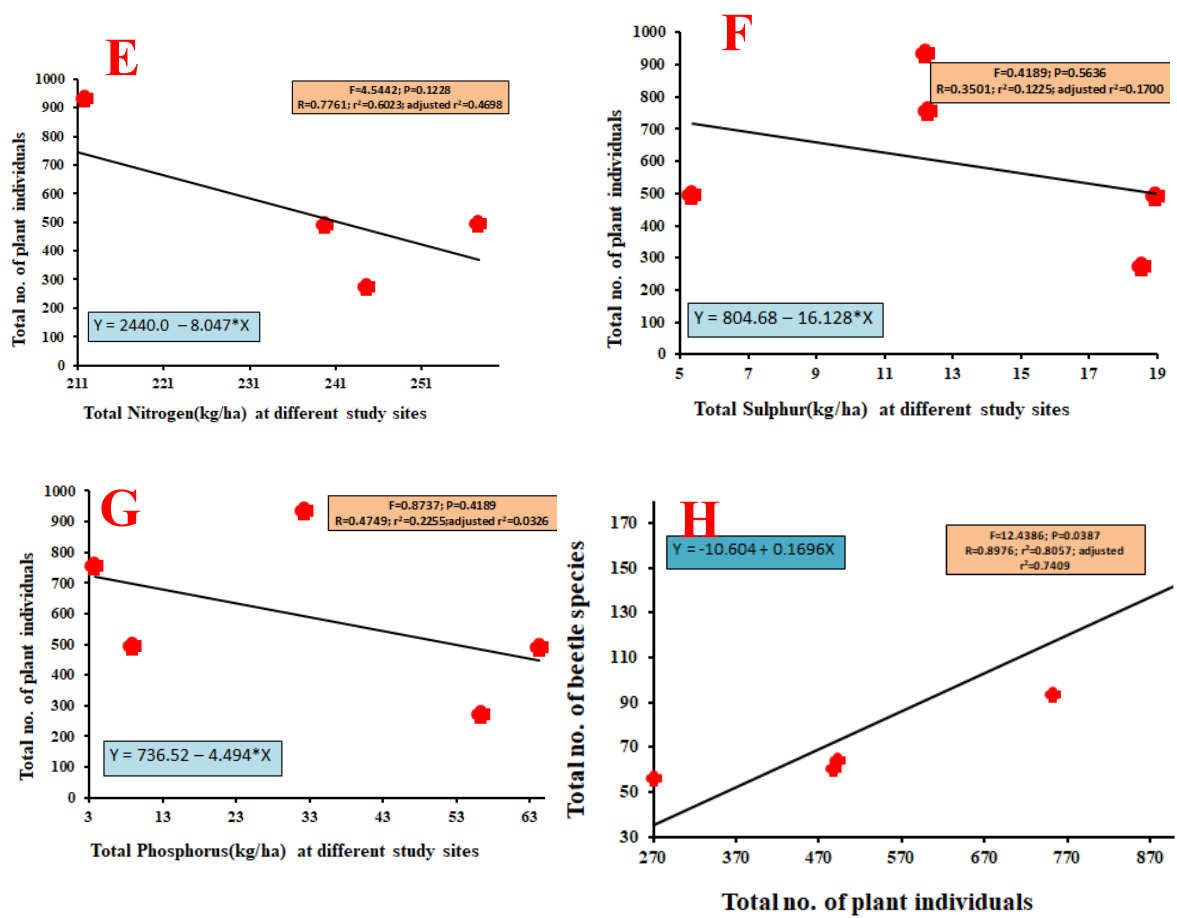 E
F=4.5442; P=0.1228
R=0.7761; r²=0.6023; adjusted r²=0.4698
1000
900
800
700
600
500
400
300
200
100
0
Total no. of plant individuals
Y = 2440.0 – 8.047*X
211 221 231 241 251
Total Nitrogen(kg/ha) at different study sites
F
F=0.4189; P=0.5636
R=0.3501; r²=0.1225; adjusted r²=0.1700
1000
900
800
700
600
500
400
300
200
100
0
Total no. of plant individuals
Y = 804.68 – 16.128*X
5 7 9 11 13 15 17 19
Total Sulphur(kg/ha) at different study sites
G
F=0.8737; P=0.4189
R=0.4749; r²=0.2255;adjusted r²=0.0326
1000
900
800
700
600
500
400
300
200
100
0
Total no. of plant individuals
Y = 736.52 – 4.494*X
3 13 23 33 43 53 63
Total Phosphorus(kg/ha) at different study sites
H
Y = -10.604 + 0.1696X
F=12.4386; P=0.0387
R=0.8976; r²=0.8057; adjusted
r²=0.7409
170
150
130
110
90
70
50
30
Total no. of beetle species
270 370 470 570 670 770 870
Total no. of plant individuals